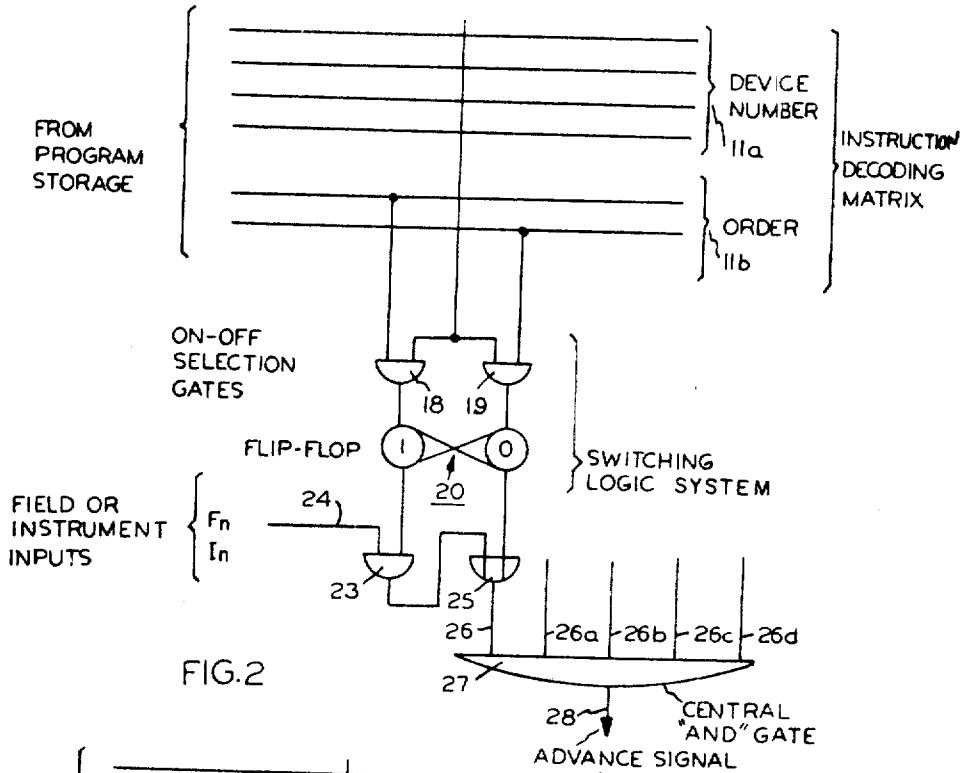 FROM
PROGRAM
STORAGE
DEVICE
NUMBER
11a
INSTRUCTION
DECODING
MATRIX
ORDER
11b
ON-OFF
SELECTION
GATES
18
19
FLIP-FLOP
1
0
20
SWITCHING
LOGIC SYSTEM
FIELD OR
INSTRUMENT
INPUTS
Fn
In
24
23
25
26
26a
26b
26c
26d
27
FIG.2
28
CENTRAL
"AND" GATE
ADVANCE SIGNAL